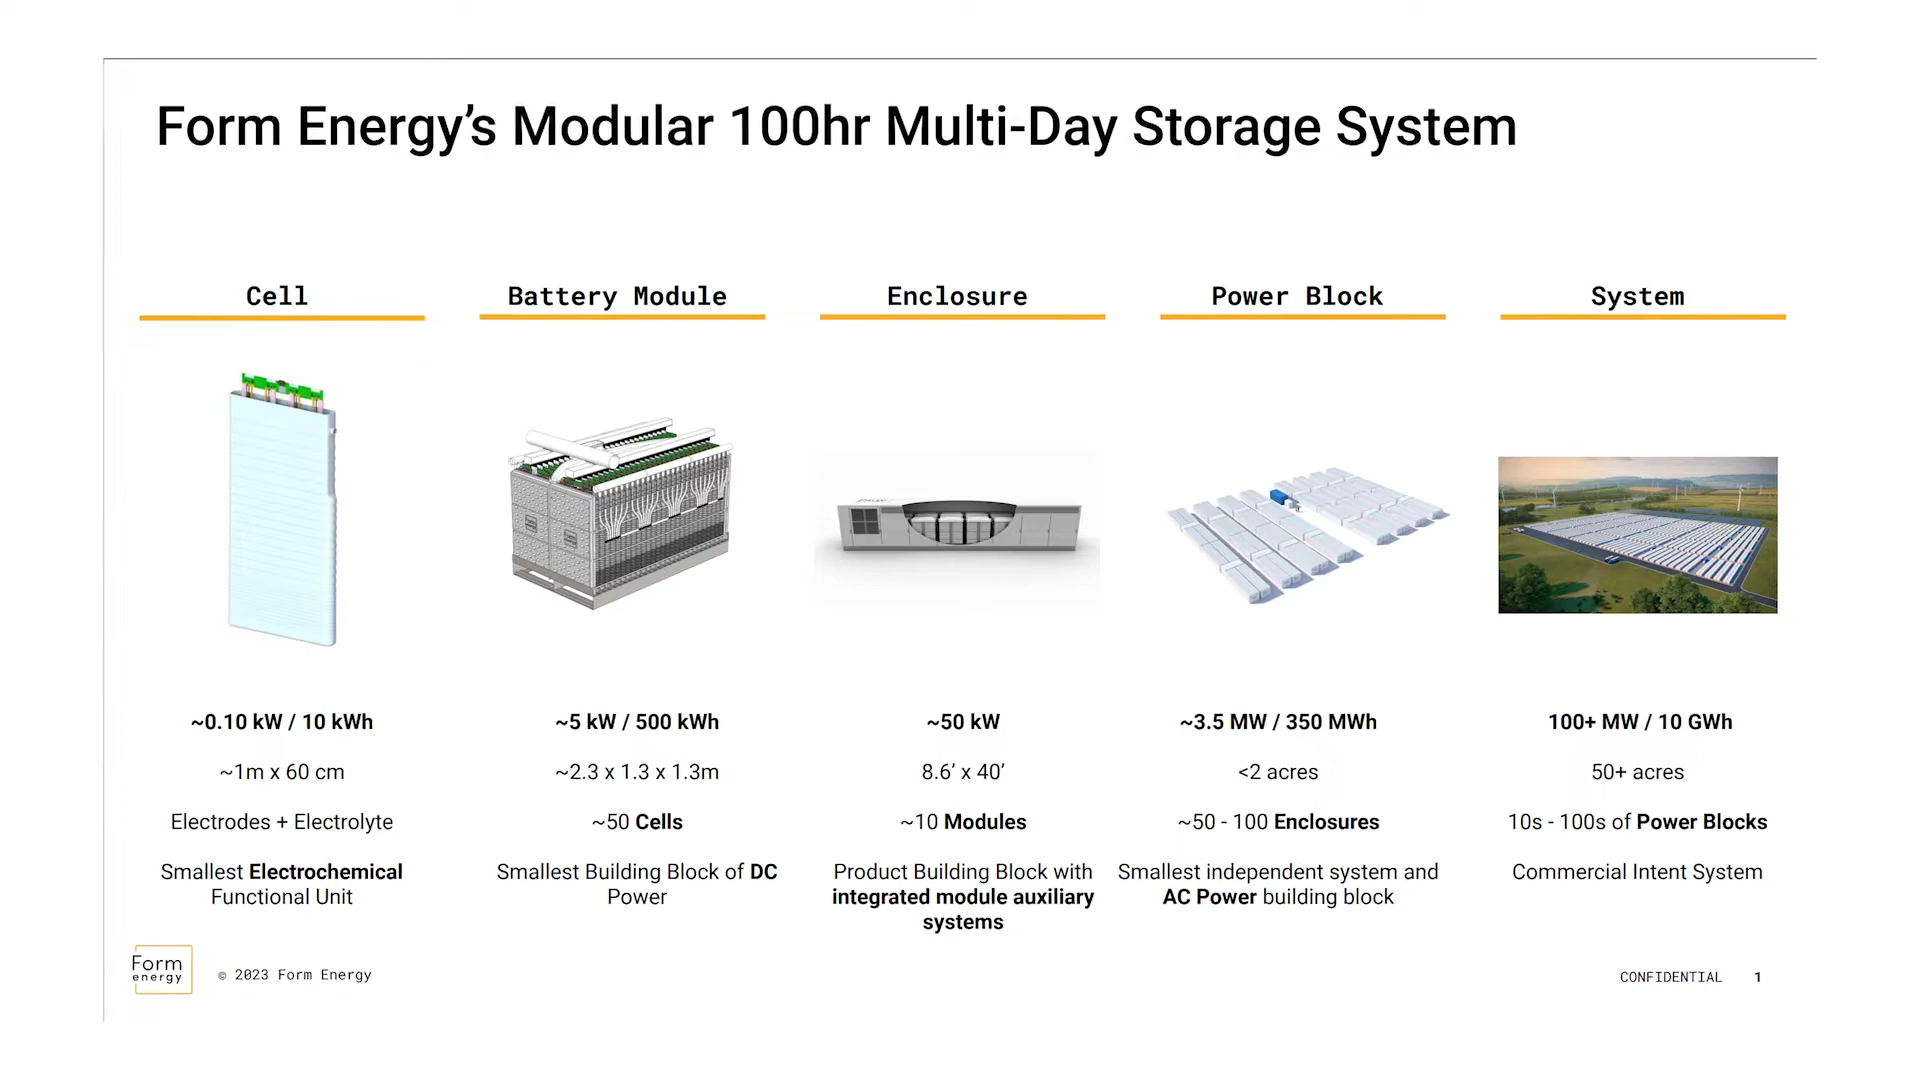 Form Energy’s Modular 100hr Multi-Day Storage System
Cell
~0.10 kW / 10 kWh
~1m x 60 cm
Electrodes + Electrolyte
Smallest Electrochemical
Functional Unit
Battery Module
~5 kW / 500 kWh
~2.3 x 1.3 x 1.3m
~50 Cells
Smallest Building Block of DC
Power
Enclosure
~50 kW
8.6’ x 40’
~10 Modules
Product Building Block with
integrated module auxiliary
systems
Power Block
~3.5 MW / 350 MWh
<2 acres
~50 - 100 Enclosures
Smallest independent system and
AC Power building block
System
100+ MW / 10 GWh
50+ acres
10s - 100s of Power Blocks
Commercial Intent System
Form
energy
© 2023 Form Energy
CONFIDENTIAL 1